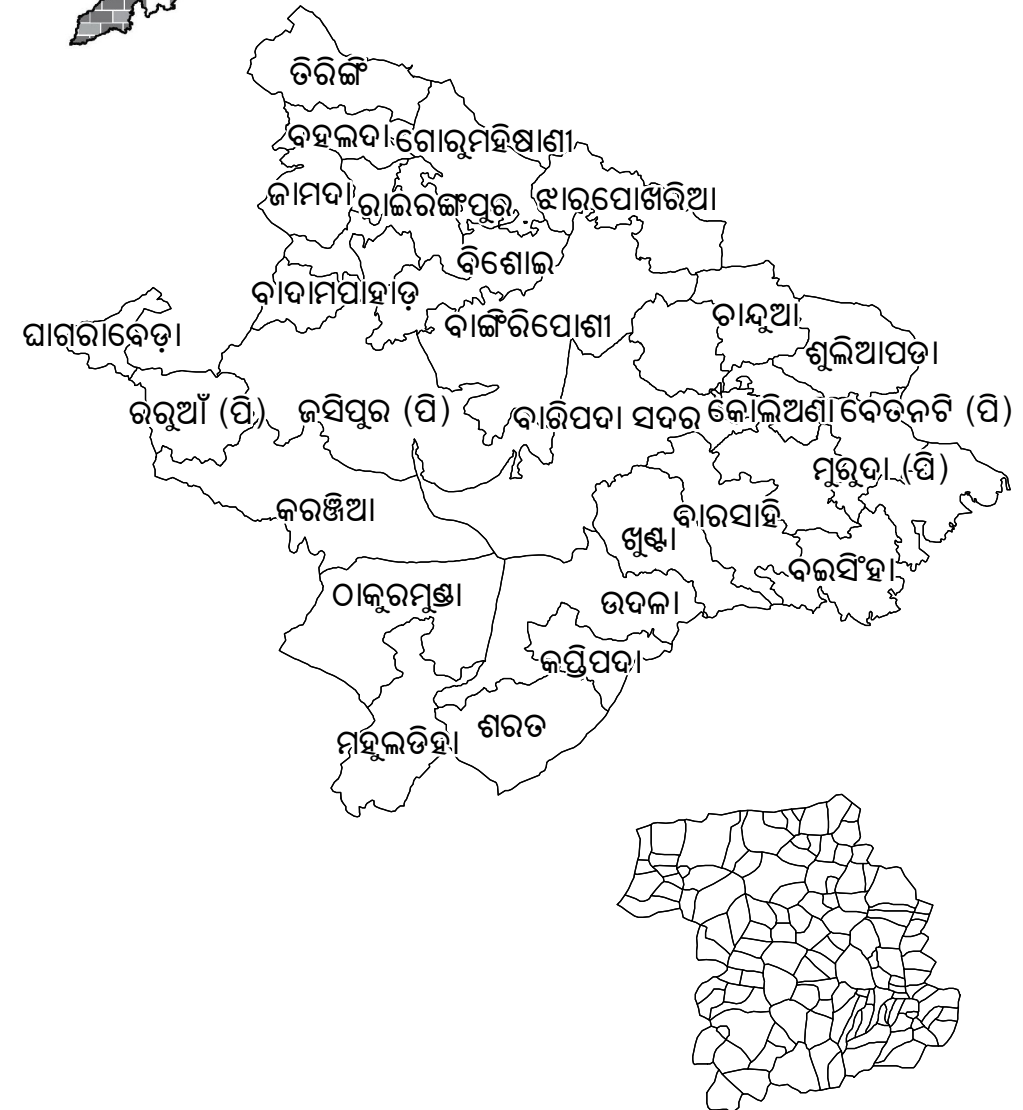 ତିରିଙ୍ଗି
ବହଲଦା ଗୋରୁମହିଷାଣୀ
ଜାମଦା ରାଇରଙ୍ଗପୁର ଝାରପୋଖରିଆ
ବିଶୋଇ
ବାଦାମପାହାଡ଼
ଘାଗରାବେଡ଼ା
ବାଙ୍ଗିରିପୋଶୀ
ଚାନ୍ଦୁଆ
ଶୁଲିଆପଡା
ରରୁଆଁ (ପି) ଜସିପୁର (ପି) ବାରିପଦା ସଦର କୋଲିଅଣା ବେତନଟି (ପି)
ମୁରୁଦା (ପି)
କରଞ୍ଜିଆ
ଖୁଣ୍ଟା ବାରସାହି
ବଇସିଂହା
ଠାକୁରମୁଣ୍ଡା ଉଦଳା
କପ୍ତିପଦା
ମହୁଲଡିହା ଶରତ